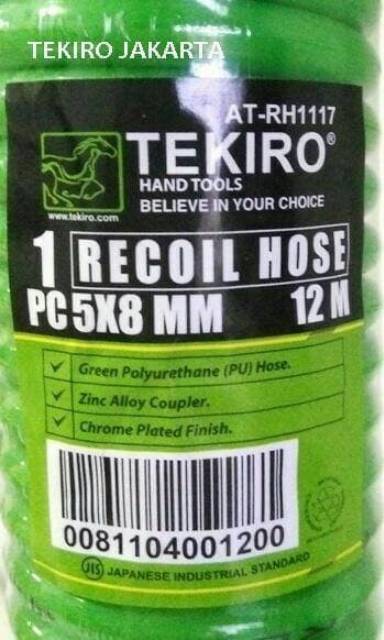 TEKIRO JAKARTA
AT-RH1117
TEKIRO®
HAND TOOLS
BELIEVE IN YOUR CHOICE
www.tekiro.com
1 RECOIL HOSE
PC 5X8 MM 12 M
Green Polyurethane (PU) Hose.
Zinc Alloy Coupler.
Chrome Plated Finish.
0081104001200
JIS JAPANESE INDUSTRIAL STANDARD